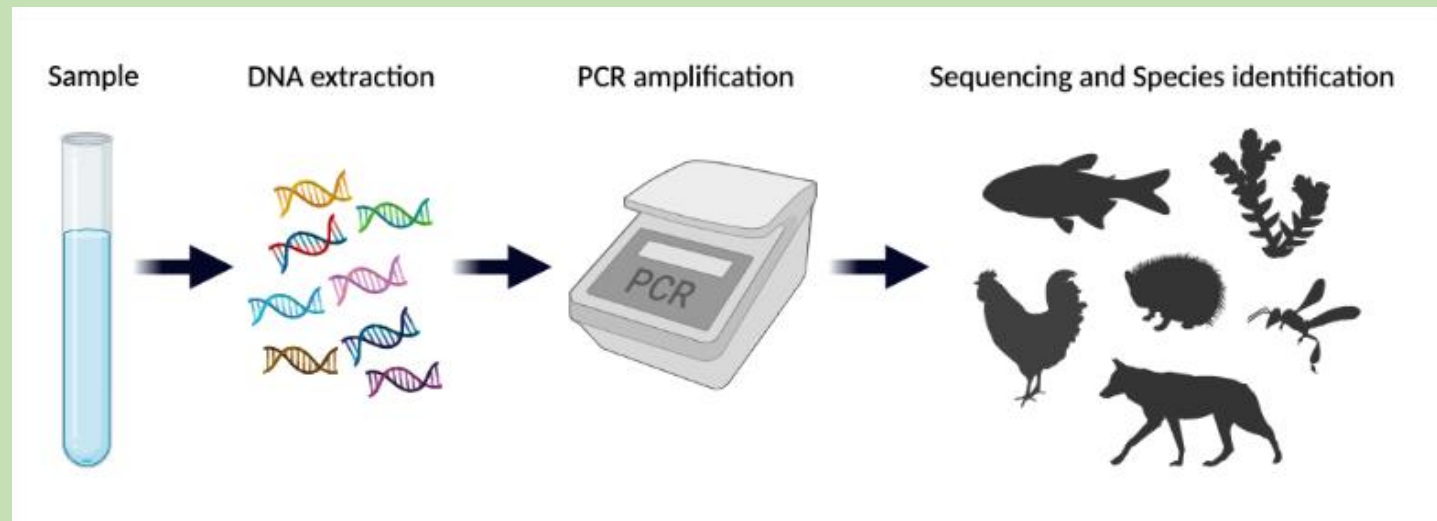 Sample
DNA extraction
PCR amplification
Sequencing and Species identification
PCR